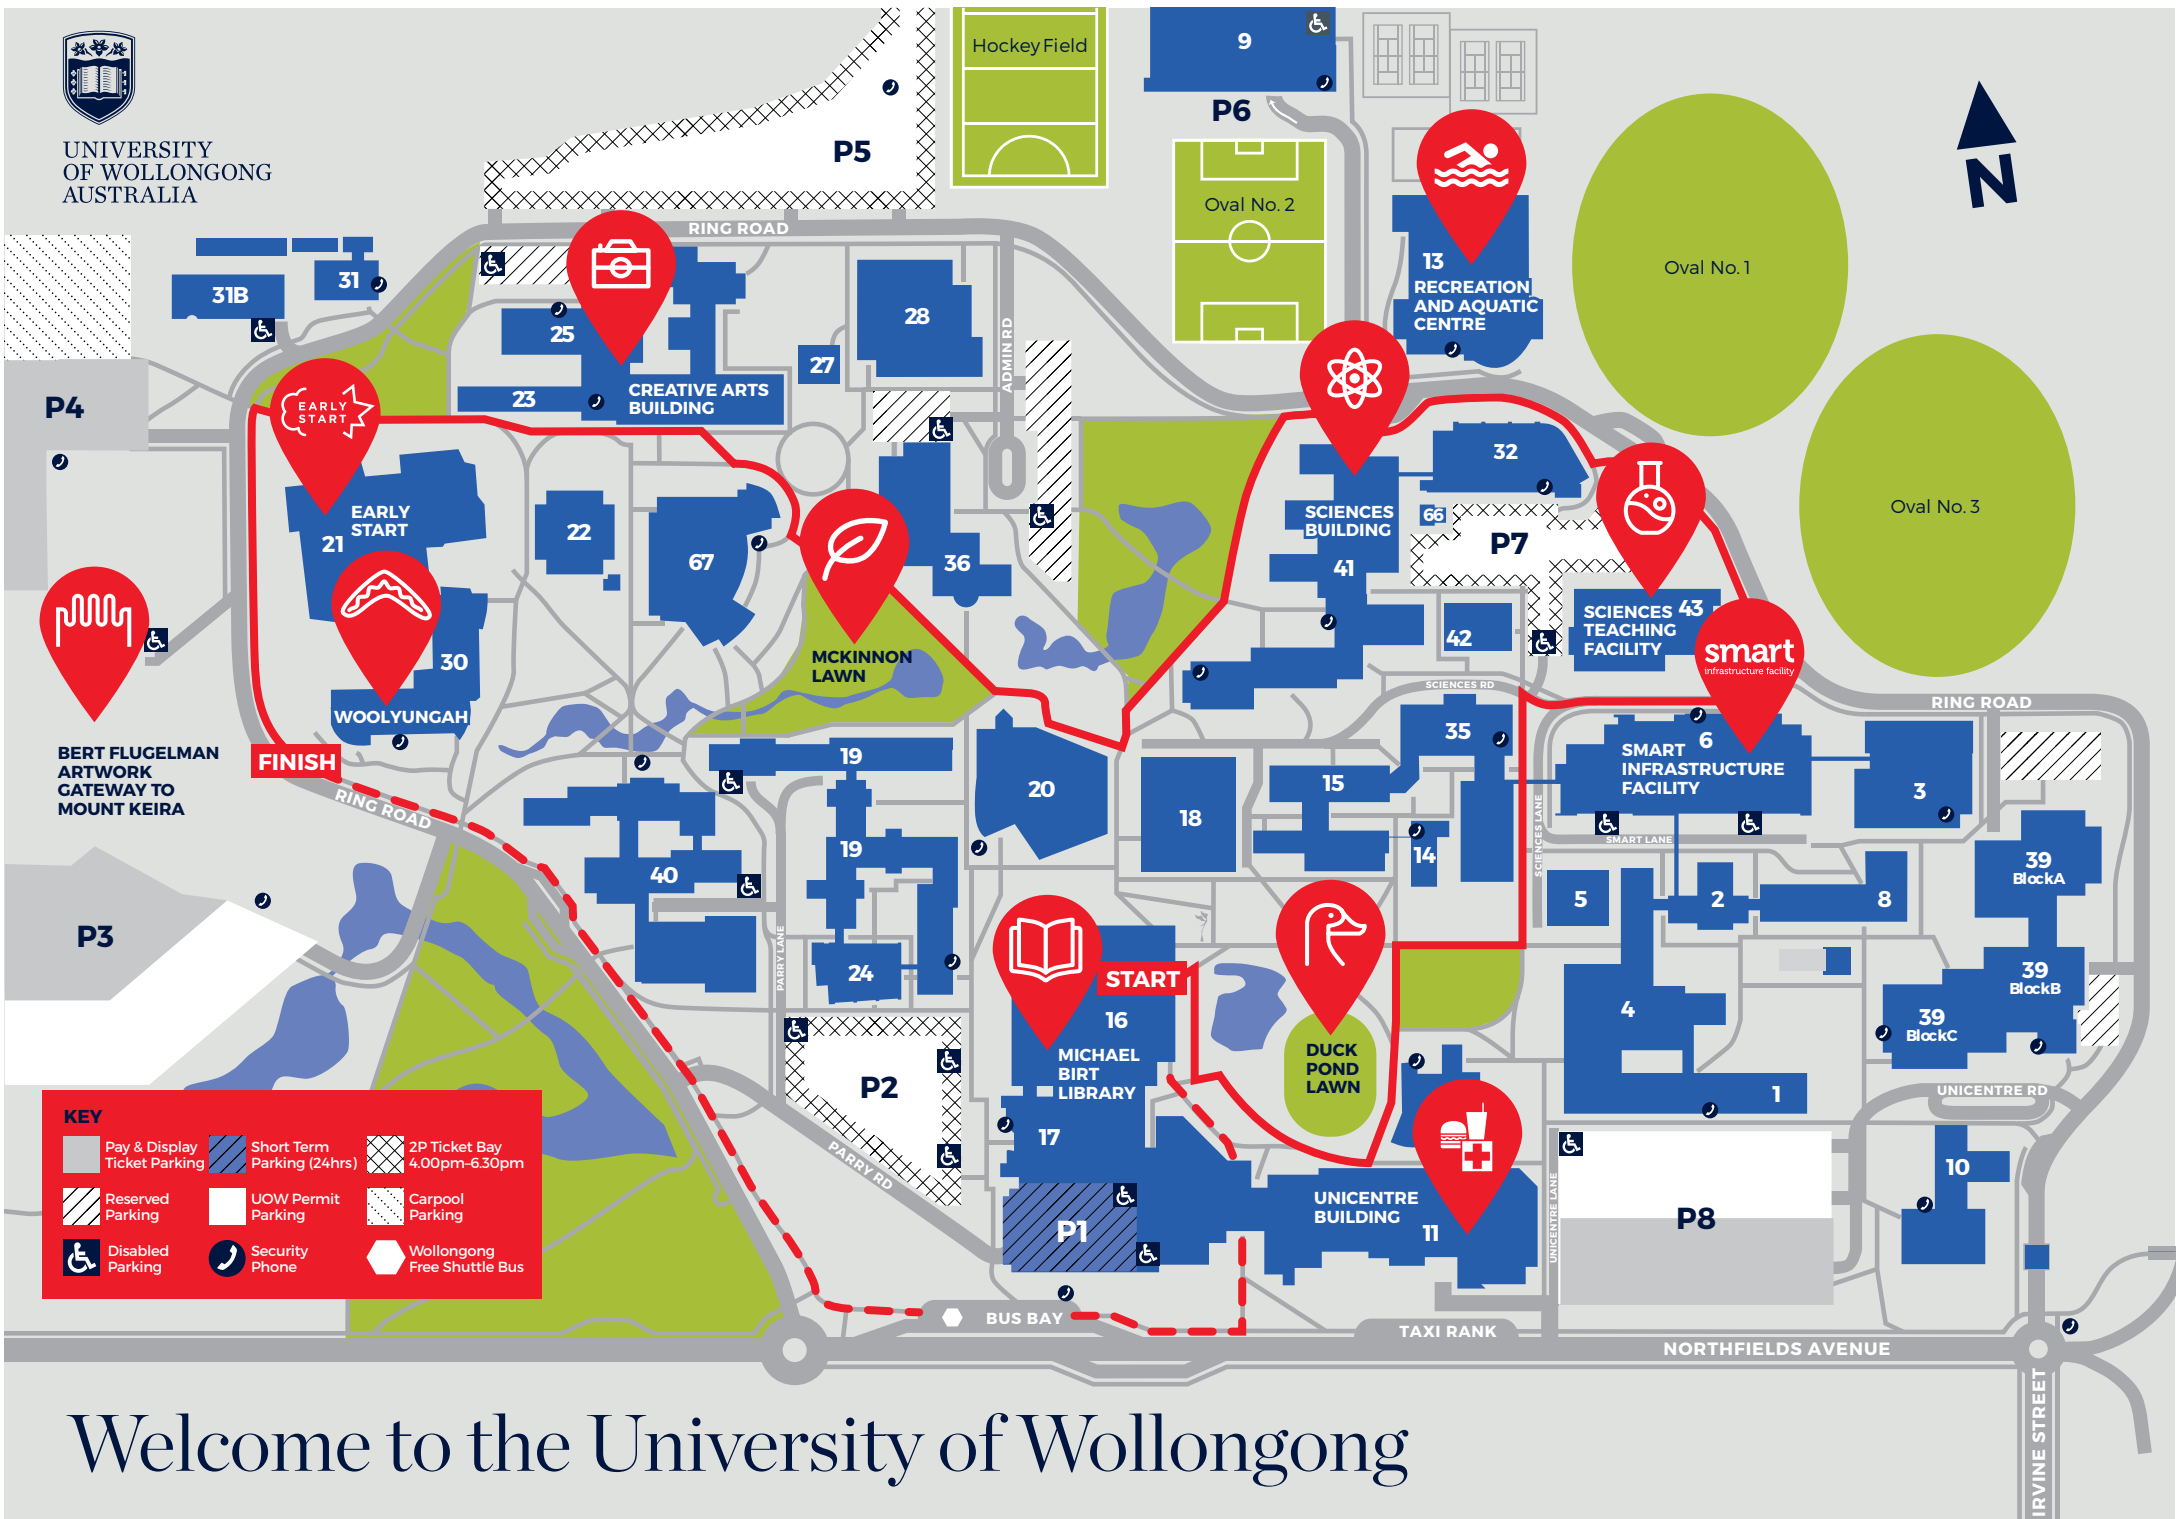 UNIVERSITY
OF WOLLONGONG
AUSTRALIA
Hockey Field
9
P6
P5
Oval No. 2
Oval No. 1
N
RING ROAD
31
31B
25
28
27
23
CREATIVE ARTS
BUILDING
ADMIN RD
13
RECREATION
AND AQUATIC
CENTRE
P4
EARLY
START
Oval No. 3
32
EARLY
START
21
22
67
36
SCIENCES
BUILDING
41
66
P7
SCIENCES 43
TEACHING
FACILITY
42
smart
infrastructure facility
30
WOOLYUNGAH
MCKINNON
LAWN
SCIENCES RD
RING ROAD
BERT FLUGELMAN
ARTWORK
GATEWAY TO
MOUNT KEIRA
FINISH
RING ROAD
19
20
18
15
35
14
SCIENCES LANE
6
SMART
INFRASTRUCTURE
FACILITY
SMART LANE
3
40
19
24
PARRY LANE
5
2
8
39
BlockA
39
BlockB
39
BlockC
P3
START
16
MICHAEL
BIRT
LIBRARY
17
DUCK
POND
LAWN
4
1
UNICENTRE RD
P2
PARRY RD
P1
UNICENTRE
BUILDING
11
UNICENTRE LANE
P8
10
KEY
Pay & Display
Ticket Parking
Short Term
Parking (24hrs)
2P Ticket Bay
4.00pm-6.30pm
Reserved
Parking
UOW Permit
Parking
Carpool
Parking
Disabled
Parking
Security
Phone
Wollongong
Free Shuttle Bus
BUS BAY
TAXI RANK
NORTHFIELDS AVENUE
IRVINE STREET
Welcome to the University of Wollongong